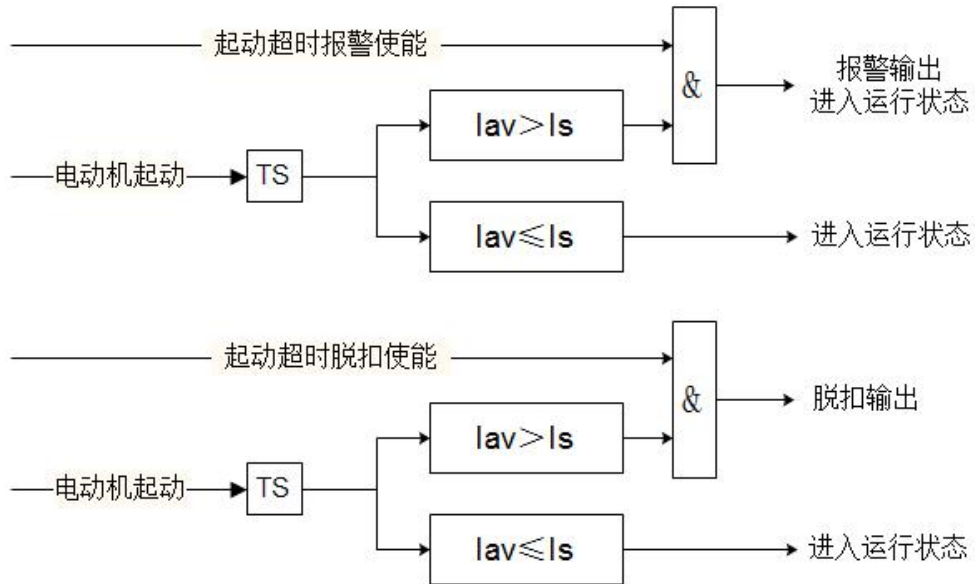 起动超时报警使能
&
报警输出
进入运行状态
Iav>Is
电动机起动
TS
Iav≤Is
进入运行状态
起动超时脱扣使能
&
脱扣输出
Iav>Is
电动机起动
TS
Iav≤Is
进入运行状态